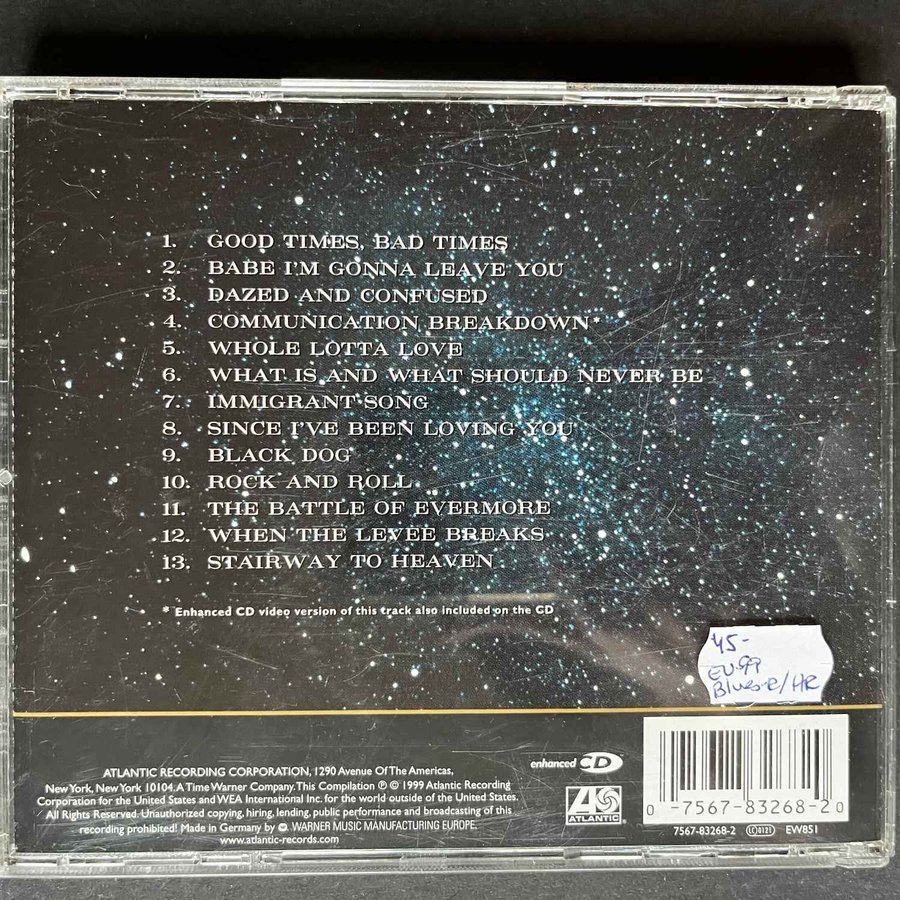 1. GOOD TIMES, BAD TIMES
2. BABE I'M GONNA LEAVE YOU
3. DAZED AND CONFUSED
4. COMMUNICATION BREAKDOWN*
5. WHOLE LOTTA LOVE
6. WHAT IS AND WHAT SHOULD NEVER BE
7. IMMIGRANT SONG
8. SINCE I'VE BEEN LOVING YOU
9. BLACK DOG
10. ROCK AND ROLL
11. THE BATTLE OF EVERMORE
12. WHEN THE LEVEE BREAKS
13. STAIRWAY TO HEAVEN
* Enhanced CD video version of this track also included on the CD
45-
EU-99
Blues-R/HR
ATLANTIC RECORDING CORPORATION, 1290 Avenue Of The Americas,
New York, New York 10104. A Time Warner Company. This Compilation ℗ © 1999 Atlantic Recording
Corporation for the United States and WEA International Inc. for the world outside of the United States.
All Rights Reserved. Unauthorized copying, hiring, lending, public performance and broadcasting of this
recording prohibited! Made in Germany by WARNER MUSIC MANUFACTURING EUROPE.
www.atlantic-records.com
enhanced CD
ATLANTIC
0 -7567-83268-2 0
7567-83268-2 LC 0121 EW851